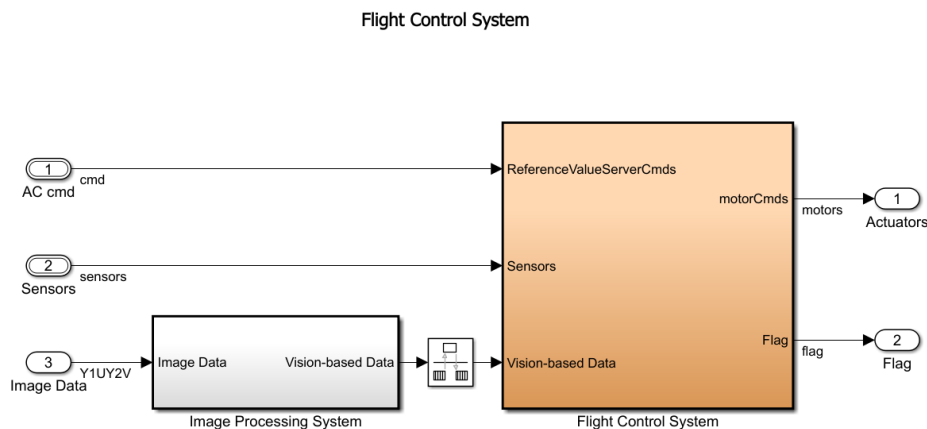 Flight Control System
1
AC cmd
cmd
ReferenceValueServerCmds
motorCmds
motors
1
Actuators
2
Sensors
sensors
Sensors
3
Image Data
Y1UY2V
Image Data
Vision-based Data
Image Processing System
Vision-based Data
Flag
flag
2
Flag
Flight Control System